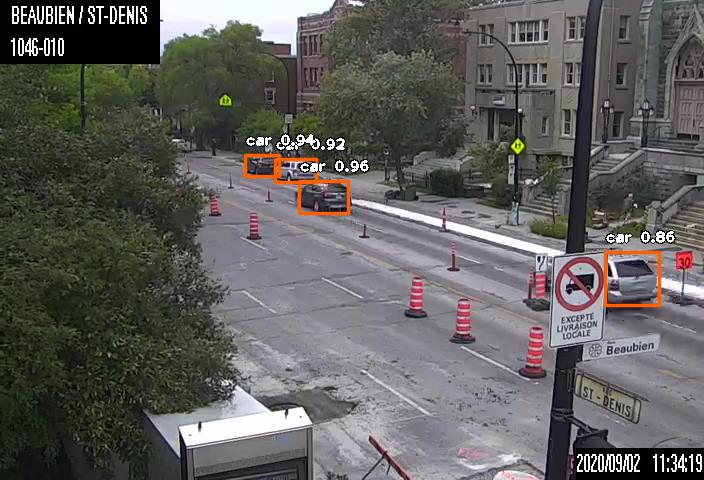 BEAUBIEN / ST-DENIS
1046-010
car 0.94
0.92
car 0.96
car 0.86
30
EXCEPTÉ
LIVRAISON
LOCALE
Beaubien
ST-DENIS
2020/09/02 11:34:19